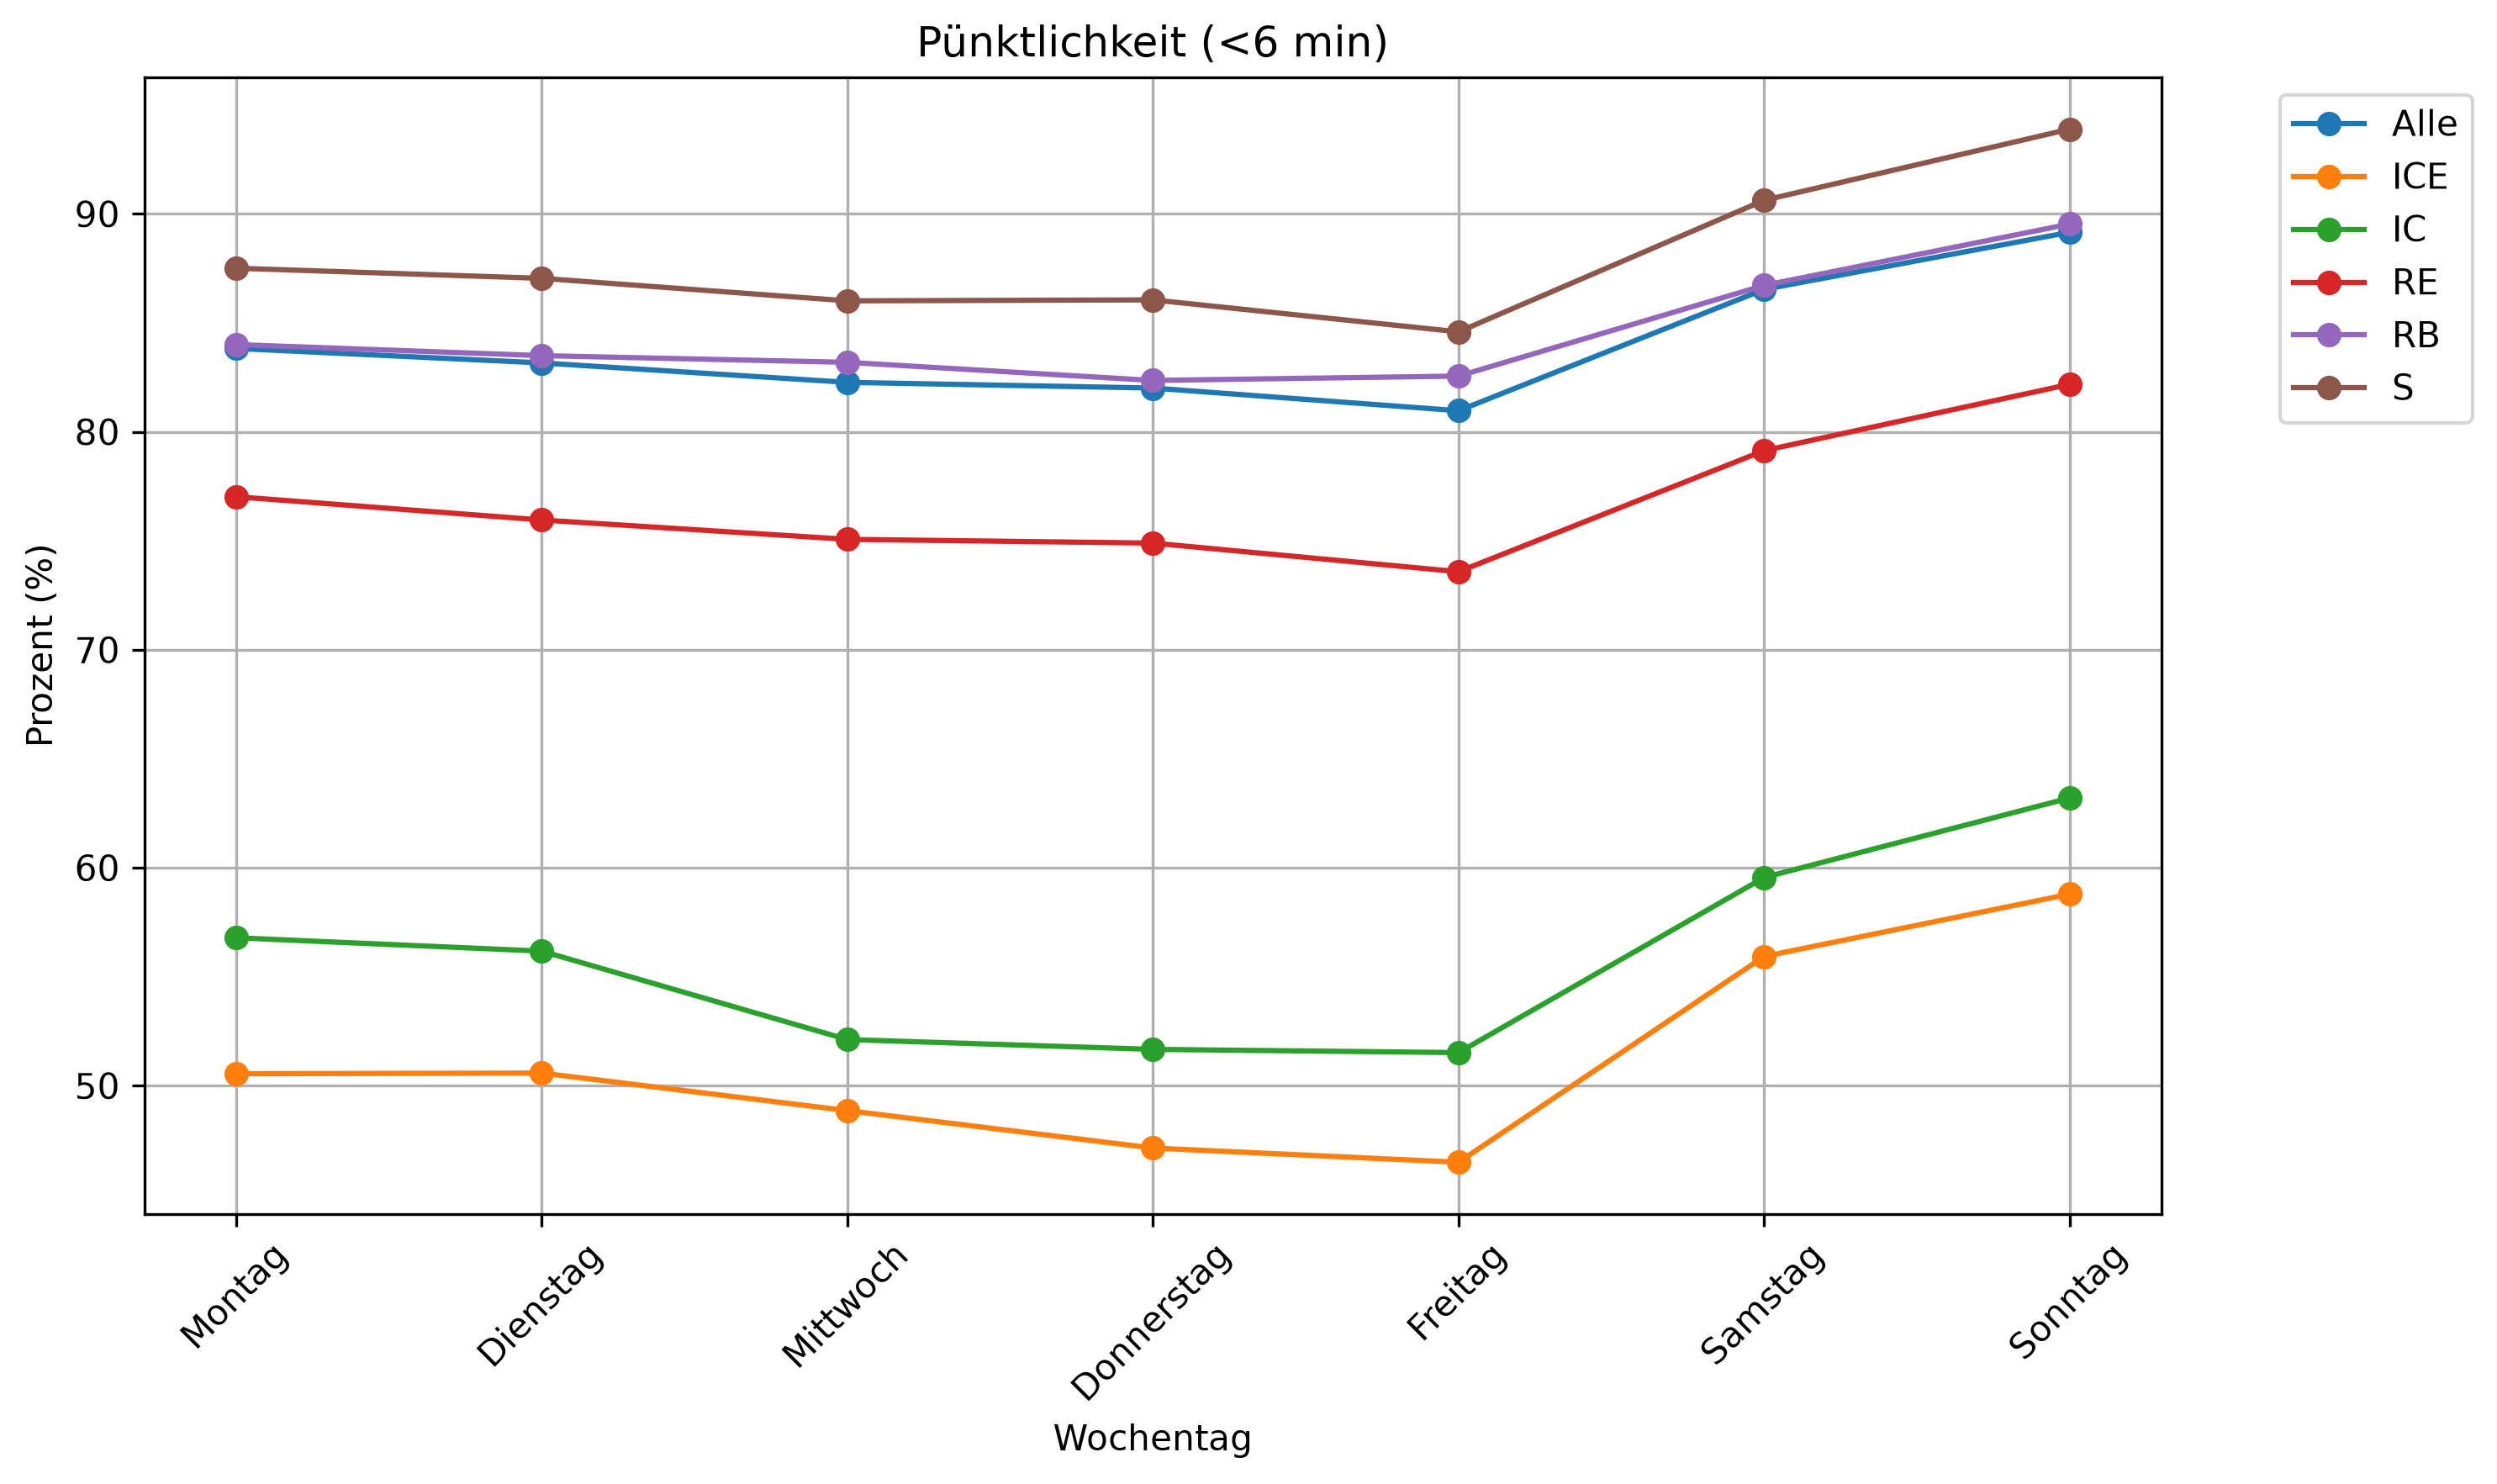 Pünktlichkeit (<6 min)
Prozent (%)
90
80
70
60
50
Montag
Dienstag
Mittwoch
Donnerstag
Freitag
Samstag
Sonntag
Wochentag
Alle
ICE
IC
RE
RB
S